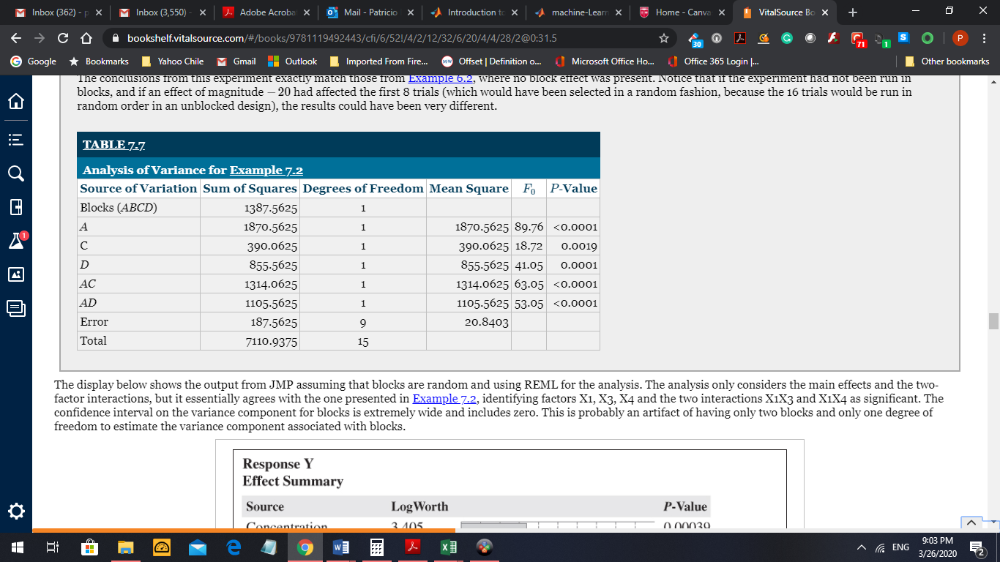 Inbox (362) - p
Inbox (3,550) -
Adobe Acroba
Mail - Patricio
Introduction to
machine-Learn
Home - Canva
VitalSource Bo
bookshelf.vitalsource.com/#/books/9781119492443/cfi/6/52!/4/2/12/32/6/20/4/4/28/2@0:31.5
30
71
1
S
P
Google
Bookmarks
Yahoo Chile
Gmail
Outlook
Imported From Fire...
M-W
Offset | Definition o...
Microsoft Office Ho...
Office 365 Login |...
Other bookmarks
The conclusions from this experiment exactly match those from Example 6.2, where no block effect was present. Notice that if the experiment had not been run in
blocks, and if an effect of magnitude − 20 had affected the first 8 trials (which would have been selected in a random fashion, because the 16 trials would be run in
random order in an unblocked design), the results could have been very different.
TABLE 7.7
Analysis of Variance for Example 7.2
Source of Variation Sum of Squares Degrees of Freedom Mean Square F0 P-Value
Blocks (ABCD) 1387.5625 1
A 1870.5625 1 1870.5625 89.76 <0.0001
C 390.0625 1 390.0625 18.72 0.0019
D 855.5625 1 855.5625 41.05 0.0001
AC 1314.0625 1 1314.0625 63.05 <0.0001
AD 1105.5625 1 1105.5625 53.05 <0.0001
Error 187.5625 9 20.8403
Total 7110.9375 15
The display below shows the output from JMP assuming that blocks are random and using REML for the analysis. The analysis only considers the main effects and the two-
factor interactions, but it essentially agrees with the one presented in Example 7.2, identifying factors X1, X3, X4 and the two interactions X1X3 and X1X4 as significant. The
confidence interval on the variance component for blocks is extremely wide and includes zero. This is probably an artifact of having only two blocks and only one degree of
freedom to estimate the variance component associated with blocks.
Response Y
Effect Summary
Source LogWorth P-Value
Concentration 3.405 0.00039
1
ENG
9:03 PM
3/26/2020
2